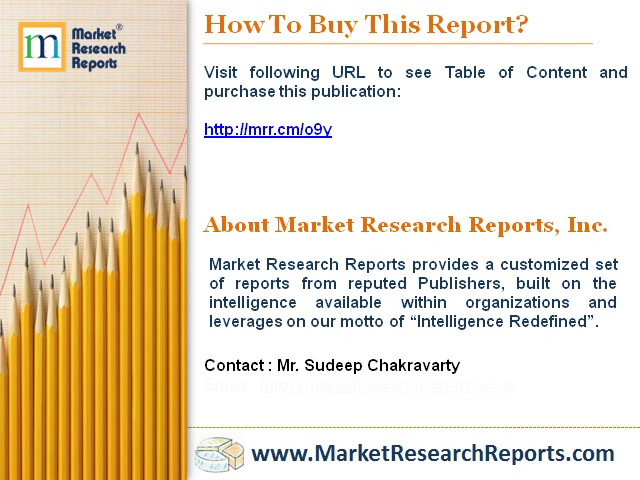 m
Market®
Research
Reports
How To Buy This Report?
Visit following URL to see Table of Content and
purchase this publication:
http://mrr.cm/o9y
About Market Research Reports, Inc.
Market Research Reports provides a customized set
of reports from reputed Publishers, built on the
intelligence available within organizations and
leverages on our motto of “Intelligence Redefined”.
Contact : Mr. Sudeep Chakravarty
www.MarketResearchReports.com